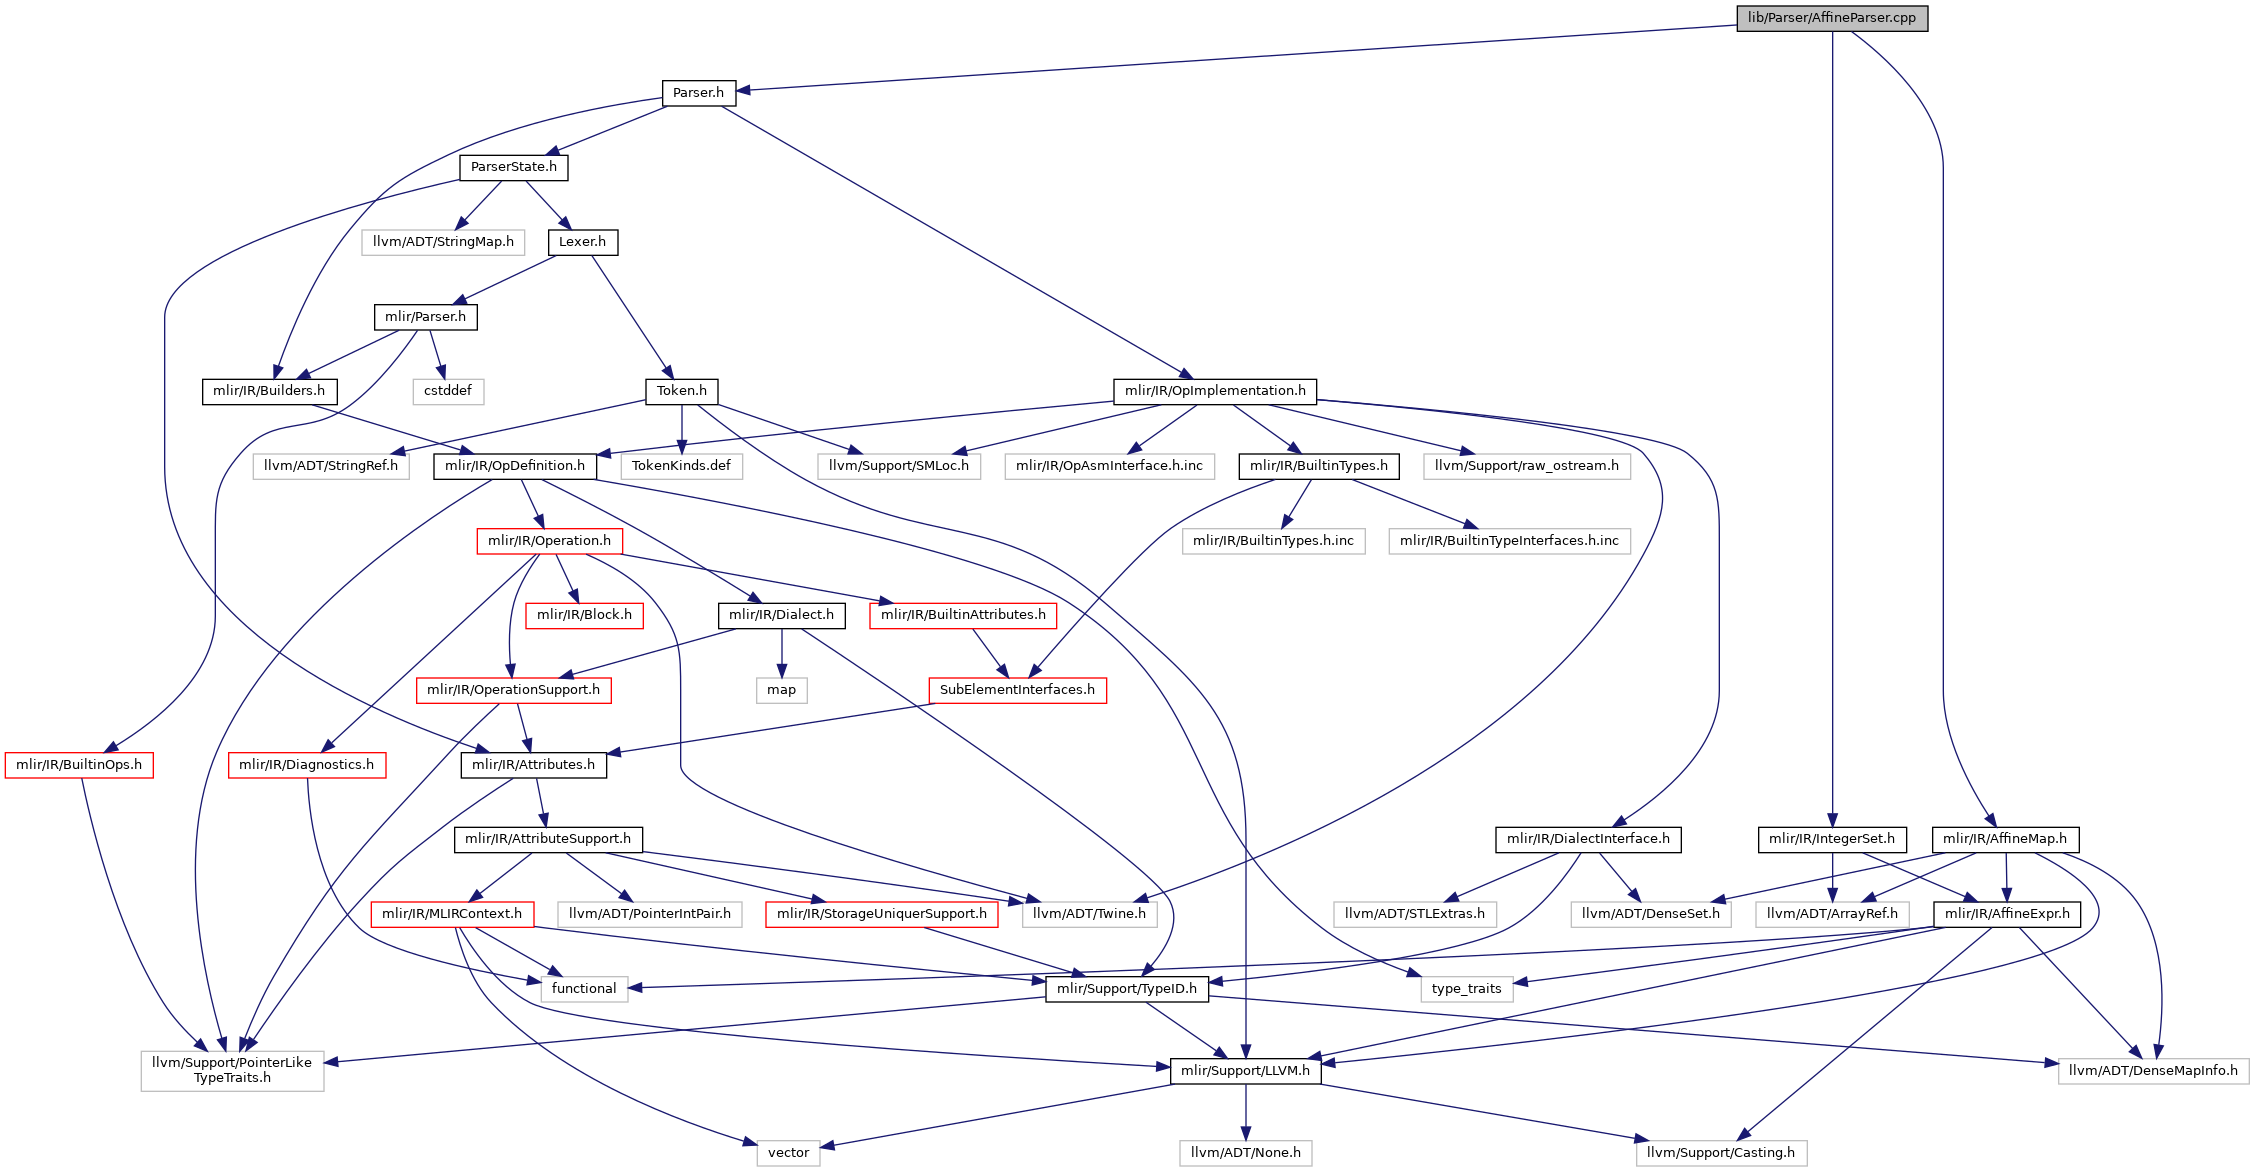 lib/Parser/AffineParser.cpp
Parser.h
ParserState.h
llvm/ADT/StringMap.h
Lexer.h
mlir/Parser.h
mlir/IR/Builders.h
cstddef
Token.h
mlir/IR/OpImplementation.h
llvm/ADT/StringRef.h
mlir/IR/OpDefinition.h
TokenKinds.def
llvm/Support/SMLoc.h
mlir/IR/OpAsmInterface.h.inc
mlir/IR/BuiltinTypes.h
llvm/Support/raw_ostream.h
mlir/IR/Operation.h
mlir/IR/BuiltinTypes.h.inc
mlir/IR/BuiltinTypeInterfaces.h.inc
mlir/IR/Block.h
mlir/IR/Dialect.h
mlir/IR/BuiltinAttributes.h
mlir/IR/OperationSupport.h
map
SubElementInterfaces.h
mlir/IR/BuiltinOps.h
mlir/IR/Diagnostics.h
mlir/IR/Attributes.h
mlir/IR/AttributeSupport.h
mlir/IR/DialectInterface.h
mlir/IR/IntegerSet.h
mlir/IR/AffineMap.h
mlir/IR/MLIRContext.h
llvm/ADT/PointerIntPair.h
mlir/IR/StorageUniquerSupport.h
llvm/ADT/Twine.h
llvm/ADT/STLExtras.h
llvm/ADT/DenseSet.h
llvm/ADT/ArrayRef.h
mlir/IR/AffineExpr.h
functional
mlir/Support/TypeID.h
type_traits
llvm/Support/PointerLike
TypeTraits.h
mlir/Support/LLVM.h
llvm/ADT/DenseMapInfo.h
vector
llvm/ADT/None.h
llvm/Support/Casting.h